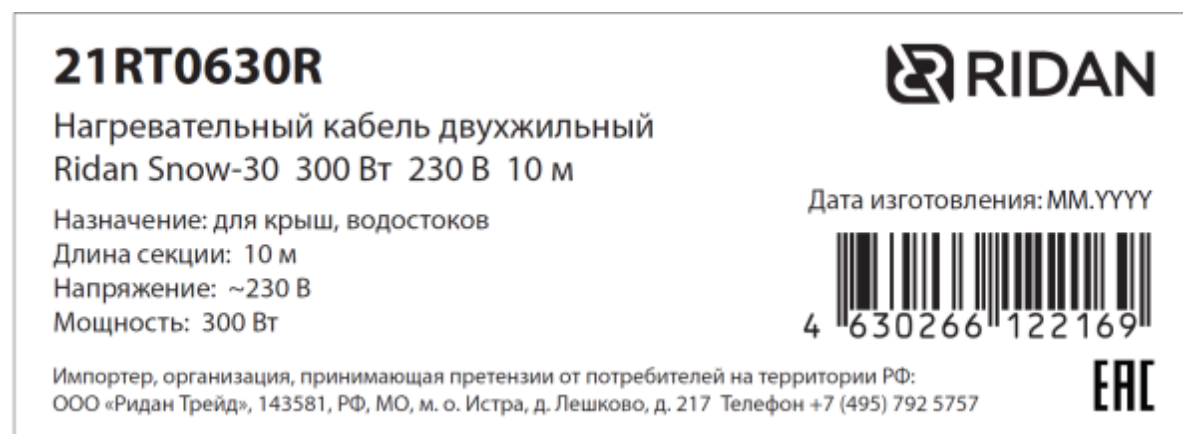 21RT0630R
RIDAN
Нагревательный кабель двухжильный
Ridan Snow-30 300 Вт 230 В 10 м
Дата изготовления: MM.YYYY
Назначение: для крыш, водостоков
Длина секции: 10 м
Напряжение: ~230 В
Мощность: 300 Вт
4 630266 122169
Импортер, организация, принимающая претензии от потребителей на территории РФ:
ООО «Ридан Трейд», 143581, РФ, МО, м. о. Истра, д. Лешково, д. 217 Телефон +7 (495) 792 5757
EAC